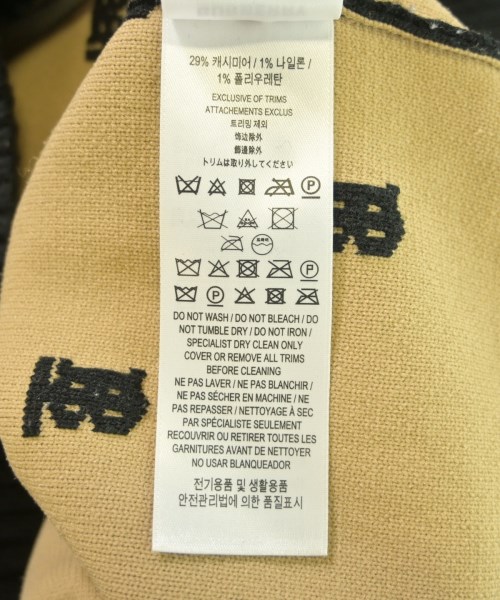 29% 캐시미어 / 1% 나일론 /
1% 폴리우레탄
EXCLUSIVE OF TRIMS
ATTACHEMENTS EXCLUS
트리밍 제외
饰边除外
飾邊除外
トリムは取り外してください
P
P
P
P
DO NOT WASH / DO NOT BLEACH / DO
NOT TUMBLE DRY / DO NOT IRON /
SPECIALIST DRY CLEAN ONLY
COVER OR REMOVE ALL TRIMS
BEFORE CLEANING
NE PAS LAVER / NE PAS BLANCHIR /
NE PAS SÉCHER EN MACHINE / NE
PAS REPASSER / NETTOYAGE À SEC
PAR SPÉCIALISTE SEULEMENT
RECOUVRIR OU RETIRER TOUTES LES
GARNITURES AVANT DE NETTOYER
NO USAR BLANQUEADOR
전기용품 및 생활용품
안전관리법에 의한 품질표시